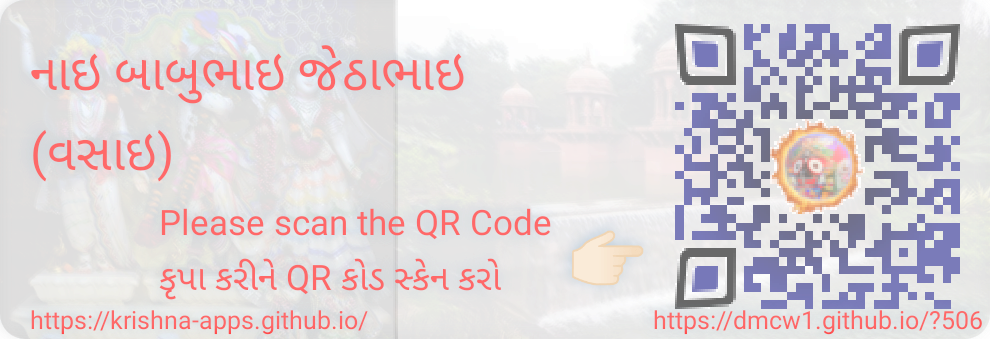 નાઇ બાબુભાઇ જેઠાભાઇ
(વસાઇ)
Please scan the QR Code
કૃપા કરીને QR કોડ સ્કેન કરો
https://krishna-apps.github.io/
https://dmcw1.github.io/?506